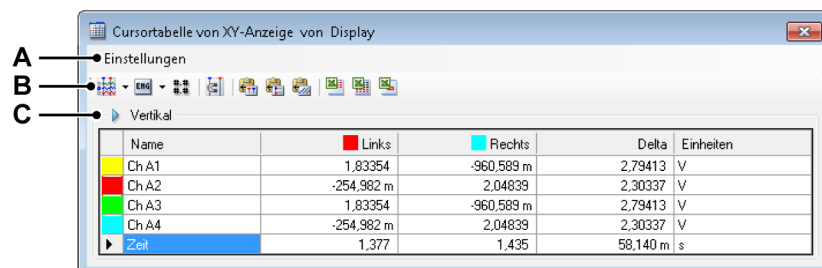 Cursortabelle von XY-Anzeige von Display
A Einstellungen
B ENG
C Vertikal
Name Links Rechts Delta Einheiten
Ch A1 1,83354 -960,589 m 2,79413 V
Ch A2 -254,982 m 2,04839 2,30337 V
Ch A3 1,83354 -960,589 m 2,79413 V
Ch A4 -254,982 m 2,04839 2,30337 V
Zeit 1,377 1,435 58,140 m s